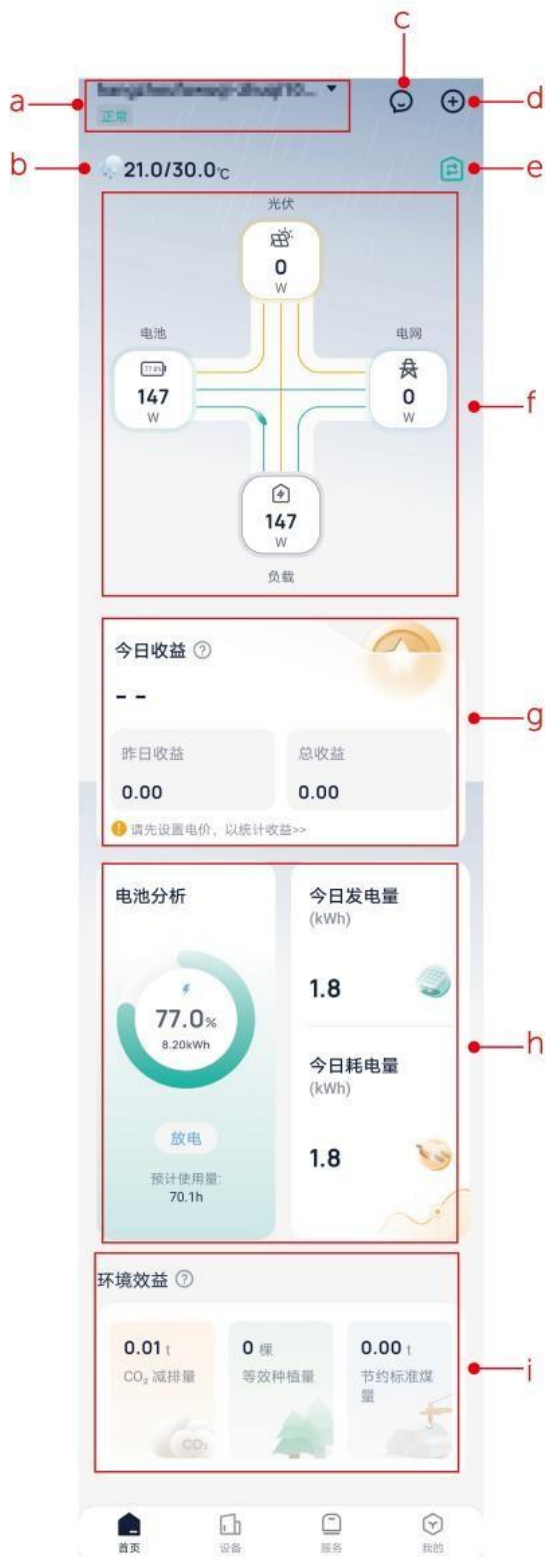 c
a
正常
d
b
21.0/30.0℃
e
光伏
0
W
电池
电网
77.0%
147
W
0
W
f
147
W
负载
今日收益 ?
- -
g
昨日收益
总收益
0.00
0.00
! 请先设置电价，以统计收益>>
电池分析
今日发电量
(kWh)
1.8
77.0%
8.20kWh
h
今日耗电量
(kWh)
放电
1.8
预计使用量:
70.1h
环境效益 ?
0.01 t
0 棵
0.00 t
i
CO₂ 减排量
等效种植量
节约标准煤
量
CO₂
首页
设备
服务
我的